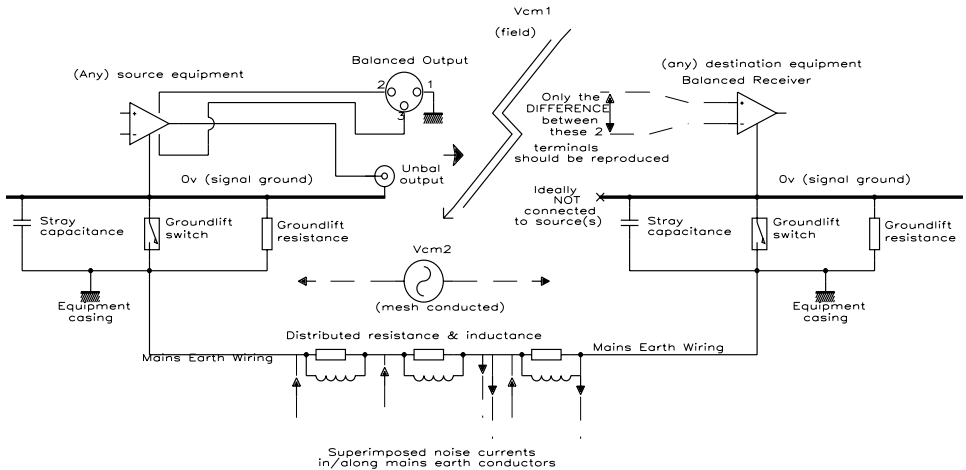 Vcm1
(field)
(Any) source equipment
Balanced Output
2
1
3
(any) destination equipment
Balanced Receiver
+
-
Only the
DIFFERENCE
between
these 2
terminals
should be reproduced
+
-
Unbal
output
0v (signal ground)
Ideally
NOT
connected
to source(s)
0v (signal ground)
Stray
capacitance
Groundlift
switch
Groundlift
resistance
Stray
capacitance
Groundlift
switch
Groundlift
resistance
Vcm2
(mesh conducted)
Equipment
casing
Equipment
casing
Distributed resistance & inductance
Mains Earth Wiring
Mains Earth Wiring
Superimposed noise currents
in/along mains earth conductors